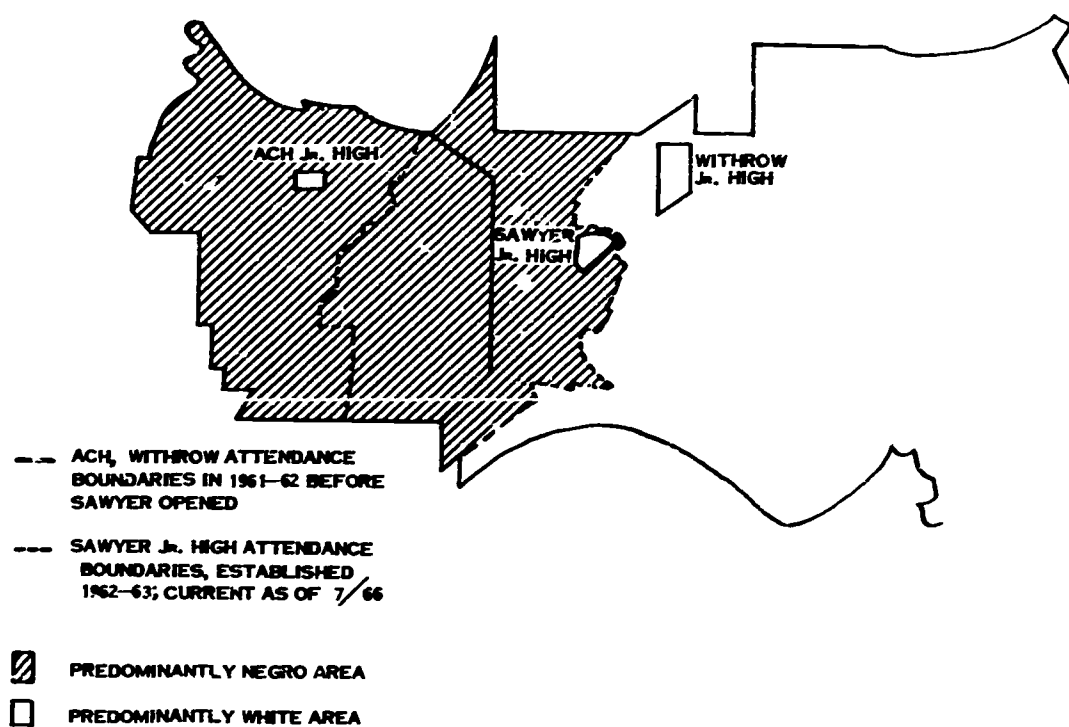 ACH Jr. HIGH
WITHROW
Jr. HIGH
SAWYER
Jr. HIGH
ACH, WITHROW ATTENDANCE
BOUNDARIES IN 1961-62 BEFORE
SAWYER OPENED
SAWYER Jr. HIGH ATTENDANCE
BOUNDARIES, ESTABLISHED
1962-63; CURRENT AS OF 7/66
PREDOMINANTLY NEGRO AREA
PREDOMINANTLY WHITE AREA